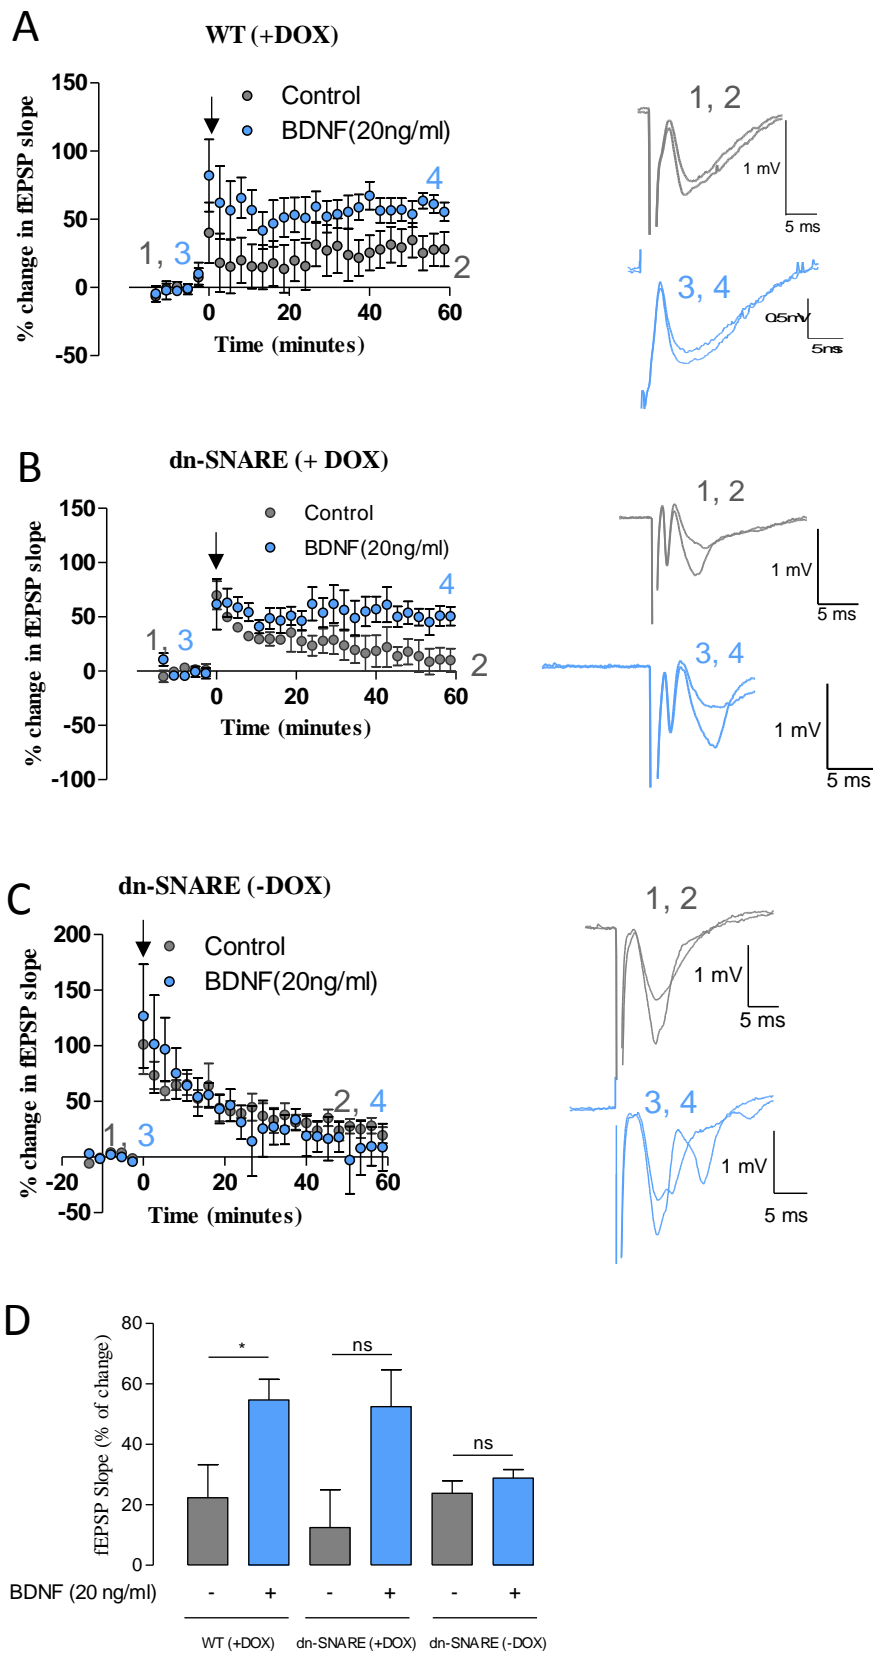 A
WT (+DOX)
Control
BDNF(20ng/ml)
% change in fEPSP slope
150
100
50
0
-50
1, 3
4
2
0
20
40
60
Time (minutes)
1, 2
1 mV
5 ms
3, 4
0.5mV
5ms
B
dn-SNARE (+ DOX)
Control
BDNF(20ng/ml)
% change in fEPSP slope
150
100
50
0
-50
-100
1, 3
4
2
0
20
40
60
Time (minutes)
1, 2
1 mV
5 ms
3, 4
1 mV
5 ms
C
dn-SNARE (-DOX)
Control
BDNF(20ng/ml)
% change in fEPSP slope
200
150
100
50
0
-50
1, 3
2, 4
-20
0
20
40
60
Time (minutes)
1, 2
1 mV
5 ms
3, 4
1 mV
5 ms
D
fEPSP Slope (% of change)
80
60
40
20
0
*
ns
ns
BDNF (20 ng/ml) - + - + - +
WT (+DOX) dn-SNARE (+DOX) dn-SNARE (-DOX)